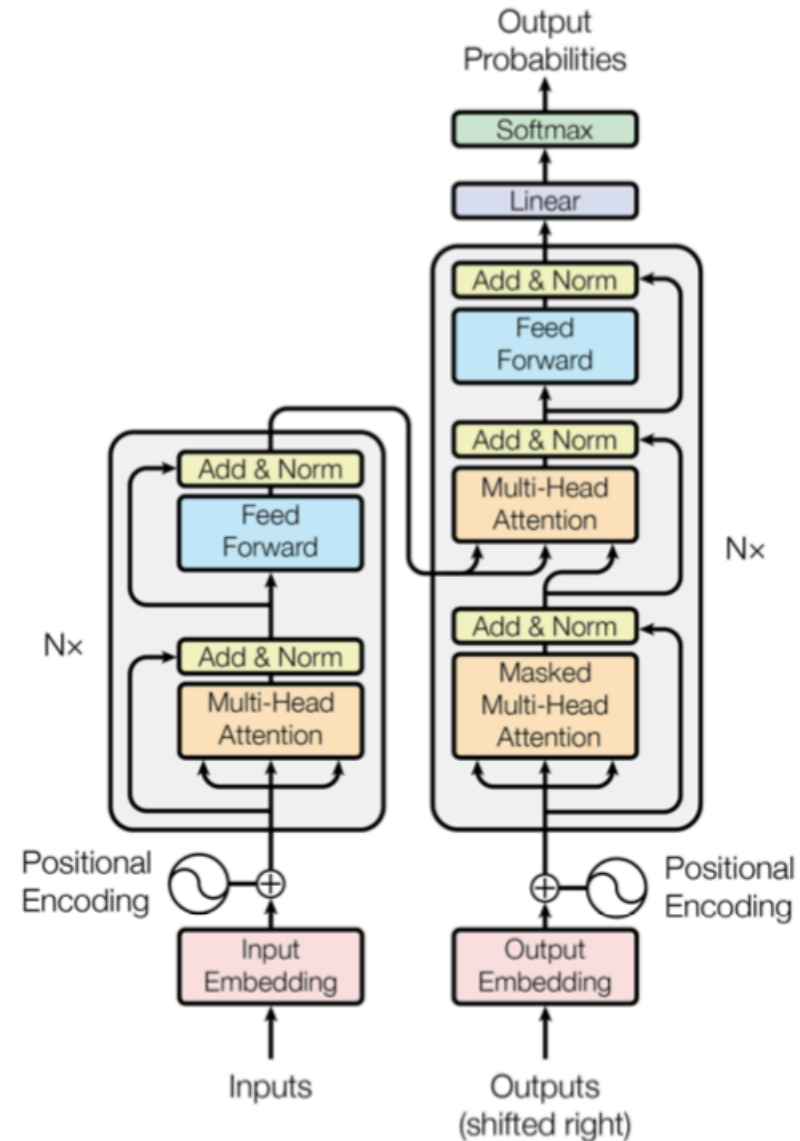 Output
Probabilities
Softmax
Linear
Add & Norm
Feed
Forward
Add & Norm
Multi-Head
Attention
Nx
Add & Norm
Masked
Multi-Head
Attention
Add & Norm
Feed
Forward
Nx
Add & Norm
Multi-Head
Attention
Positional
Encoding
Positional
Encoding
Input
Embedding
Output
Embedding
Inputs
Outputs
(shifted right)